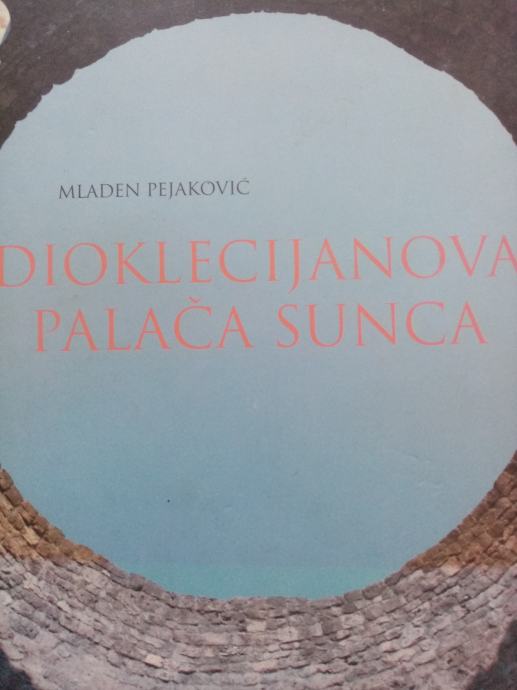 MLADEN PEJAKOVIĆ
DIOKLECIJANOVA
PALAČA SUNCA